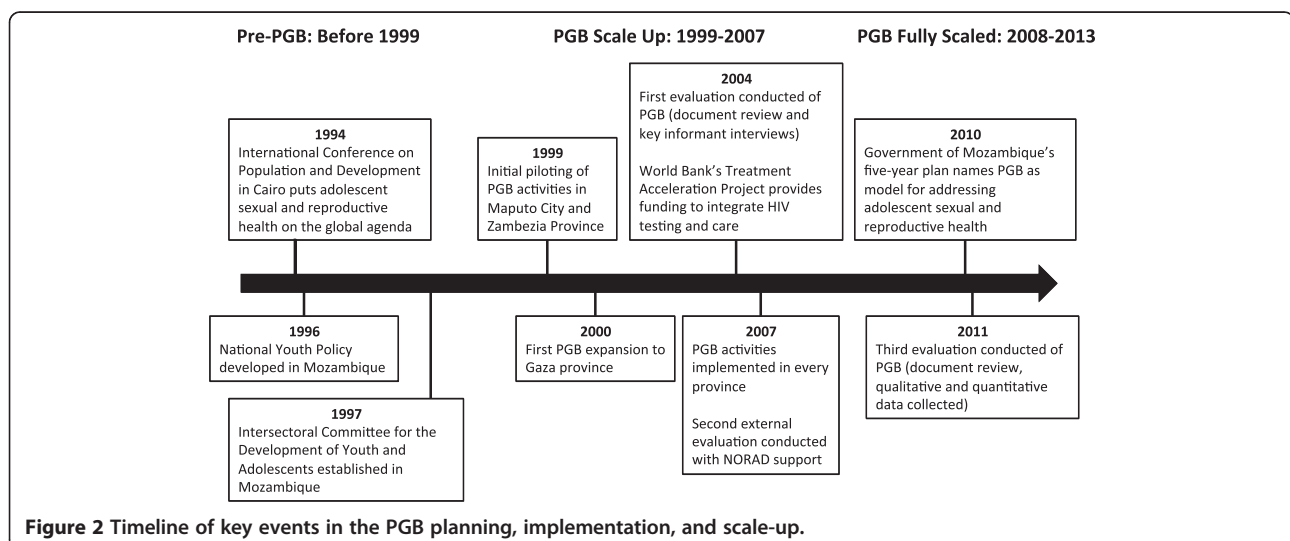 Pre-PGB: Before 1999
PGB Scale Up: 1999-2007
PGB Fully Scaled: 2008-2013
1994
International Conference on
Population and Development
in Cairo puts adolescent
sexual and reproductive
health on the global agenda
1999
Initial piloting of
PGB activities in
Maputo City and
Zambezia Province
2004
First evaluation conducted of
PGB (document review and
key informant interviews)
World Bank's Treatment
Acceleration Project provides
funding to integrate HIV
testing and care
2010
Government of Mozambique's
five-year plan names PGB as
model for addressing
adolescent sexual and
reproductive health
1996
National Youth Policy
developed in Mozambique
1997
Intersectoral Committee for the
Development of Youth and
Adolescents established in
Mozambique
2000
First PGB expansion to
Gaza province
2007
PGB activities
implemented in every
province
Second external
evaluation conducted
with NORAD support
2011
Third evaluation conducted of
PGB (document review,
qualitative and quantitative
data collected)
Figure 2 Timeline of key events in the PGB planning, implementation, and scale-up.